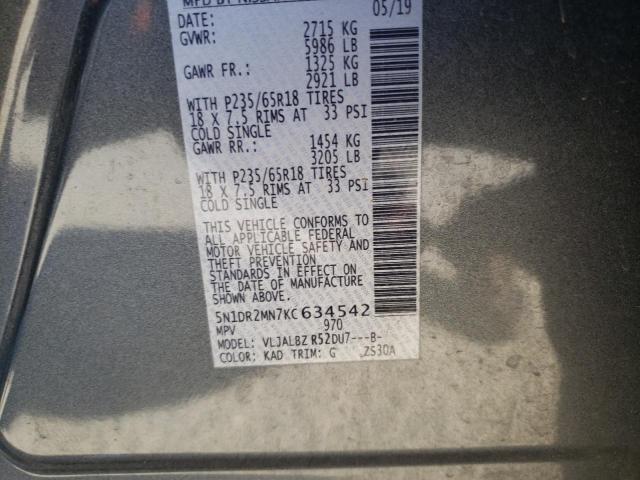 MFD BY NISSAN
DATE: 05/19
GVWR: 2715 KG
5986 LB
GAWR FR.: 1325 KG
2921 LB
WITH P235/65R18 TIRES
18 X 7.5 RIMS AT 33 PSI
COLD SINGLE
GAWR RR.: 1454 KG
3205 LB
WITH P235/65R18 TIRES
18 X 7.5 RIMS AT 33 PSI
COLD SINGLE
THIS VEHICLE CONFORMS TO
ALL APPLICABLE FEDERAL
MOTOR VEHICLE SAFETY AND
THEFT PREVENTION
STANDARDS IN EFFECT ON
THE DATE OF MANUFACTURE
SHOWN ABOVE.
5N1DR2MN7KC634542
MPV 970
MODEL: VLJALBZ R52DU7---B-
COLOR: KAD TRIM: G ZS30A